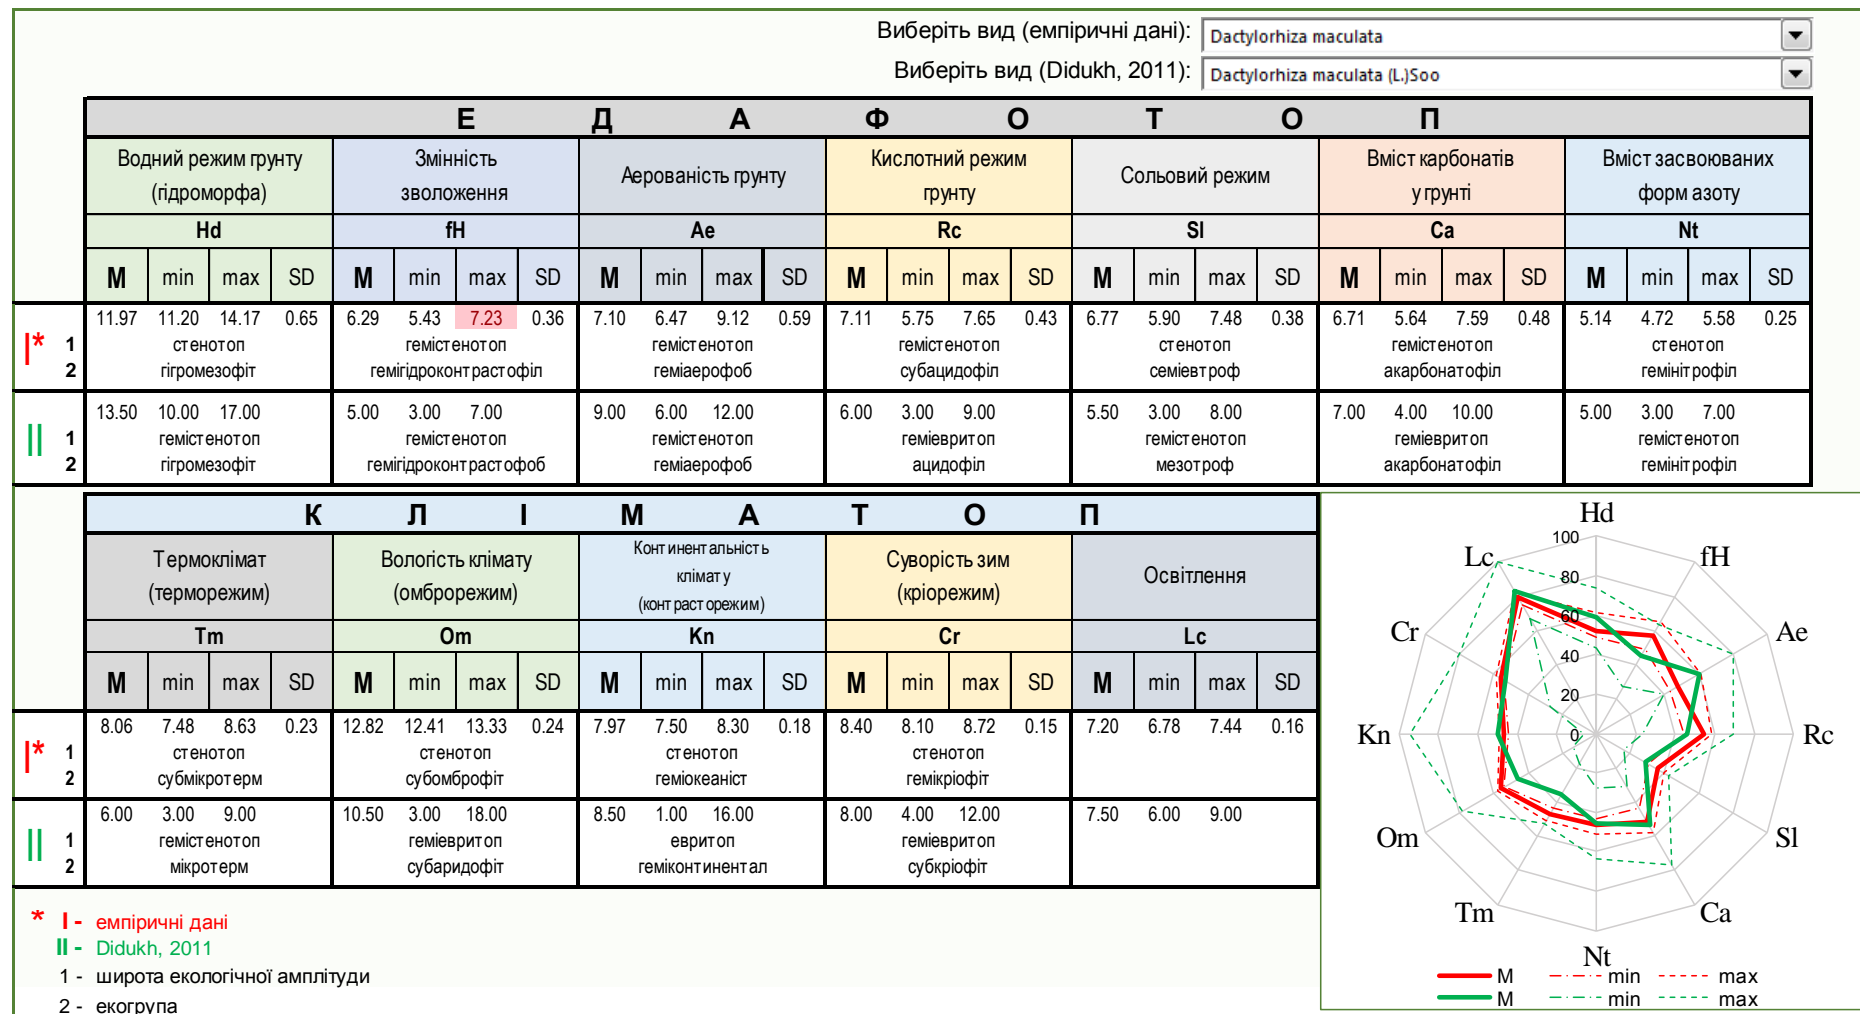 Виберіть вид (емпіричні дані): Dactylorhiza maculata
Виберіть вид (Didukh, 2011): Dactylorhiza maculata (L.)Soo
Е Д А Ф О Т О П
Водний режим грунту (гідроморфа) Змінність зволоження Аерованість грунту Кислотний режим грунту Сольовий режим Вміст карбонатів у грунті Вміст засвоюваних форм азоту
Hd fH Ae Rc Sl Ca Nt
M min max SD M min max SD M min max SD M min max SD M min max SD M min max SD M min max SD
11.97 11.20 14.17 0.65 6.29 5.43 7.23 0.36 7.10 6.47 9.12 0.59 7.11 5.75 7.65 0.43 6.77 5.90 7.48 0.38 6.71 5.64 7.59 0.48 5.14 4.72 5.58 0.25
I* 1 стенотоп гемістенотоп гемістенотоп гемістенотоп стенотоп гемістенотоп стенотоп
2 гігромезофіт гемігідроконтрастофіл геміаерофоб субацидофіл семіевтроф акарбонатофіл гемінітрофіл
13.50 10.00 17.00 5.00 3.00 7.00 9.00 6.00 12.00 6.00 3.00 9.00 5.50 3.00 8.00 7.00 4.00 10.00 5.00 3.00 7.00
II 1 гемістенотоп гемістенотоп гемістенотоп геміевритоп гемістенотоп геміевритоп гемістенотоп
2 гігромезофіт гемігідроконтрастофоб геміаерофоб ацидофіл мезотроф акарбонатофіл гемінітрофіл
К Л І М А Т О П
Термоклімат (терморежим) Вологість клімату (омброрежим) Континентальність клімату (контрасторежим) Суворість зим (кріорежим) Освітлення
Tm Om Kn Cr Lc
M min max SD M min max SD M min max SD M min max SD M min max SD
8.06 7.48 8.63 0.23 12.82 12.41 13.33 0.24 7.97 7.50 8.30 0.18 8.40 8.10 8.72 0.15 7.20 6.78 7.44 0.16
I* 1 стенотоп стенотоп стенотоп стенотоп
2 субмікротерм субомброфіт геміокеаніст гемікріофіт
6.00 3.00 9.00 10.50 3.00 18.00 8.50 1.00 16.00 8.00 4.00 12.00 7.50 6.00 9.00
II 1 гемістенотоп геміевритоп евритоп геміевритоп
2 мікротерм субаридофіт геміконтинентал субкріофіт
Hd
100
Lc fH
80
60
Cr Ae
40
20
Kn 0 Rc
Om Sl
Tm Ca
Nt
M min max
M min max
* I - емпіричні дані
II - Didukh, 2011
1 - широта екологічної амплітуди
2 - екогрупа